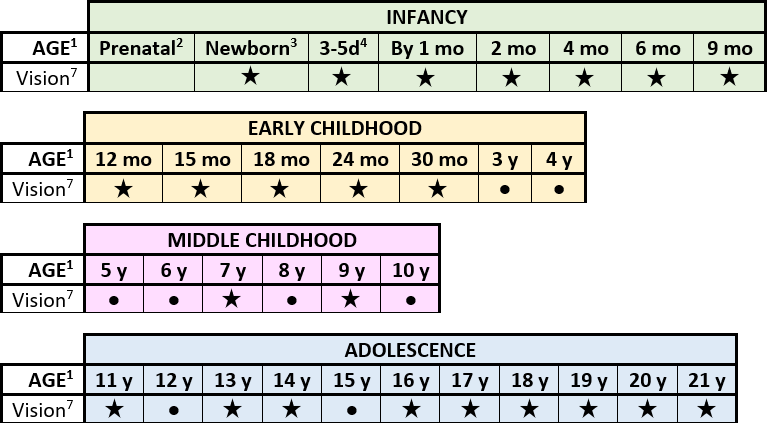 INFANCY
AGE1 Prenatal2 Newborn3 3-5d4 By 1 mo 2 mo 4 mo 6 mo 9 mo
Vision7 ★ ★ ★ ★ ★ ★ ★
EARLY CHILDHOOD
AGE1 12 mo 15 mo 18 mo 24 mo 30 mo 3 y 4 y
Vision7 ★ ★ ★ ★ ★ ● ●
MIDDLE CHILDHOOD
AGE1 5 y 6 y 7 y 8 y 9 y 10 y
Vision7 ● ● ★ ● ★ ●
ADOLESCENCE
AGE1 11 y 12 y 13 y 14 y 15 y 16 y 17 y 18 y 19 y 20 y 21 y
Vision7 ★ ● ★ ★ ● ★ ★ ★ ★ ★ ★